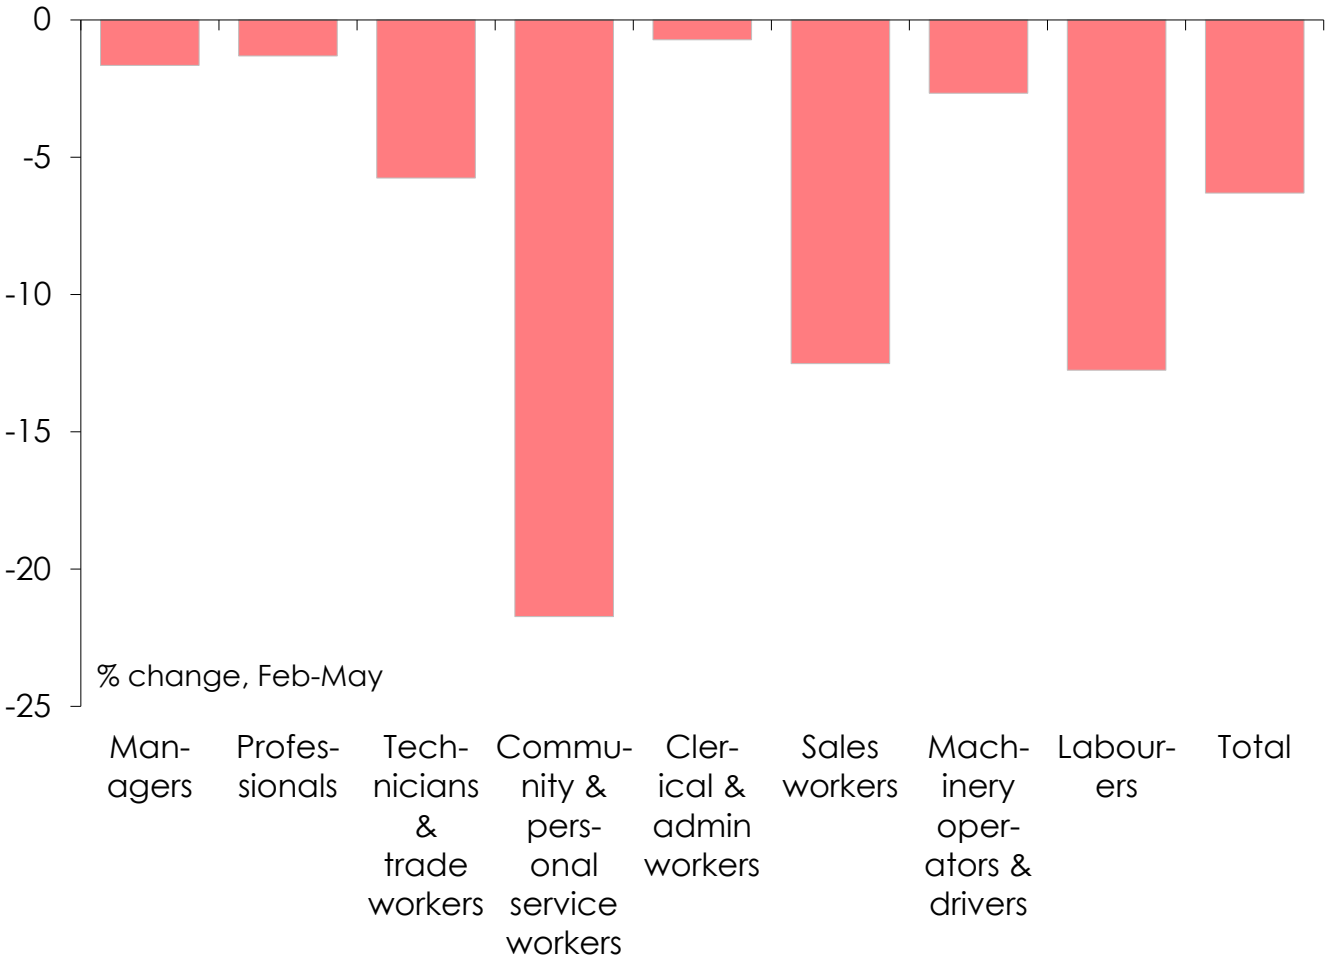 0
-5
-10
-15
-20
% change, Feb-May
-25
Man-
agers
Profes-
sionals
Tech-
nicians
&
trade
workers
Commu-
nity &
pers-
onal
service
workers
Cler-
ical &
admin
workers
Sales
workers
Mach-
inery
oper-
ators &
drivers
Labour-
ers
Total